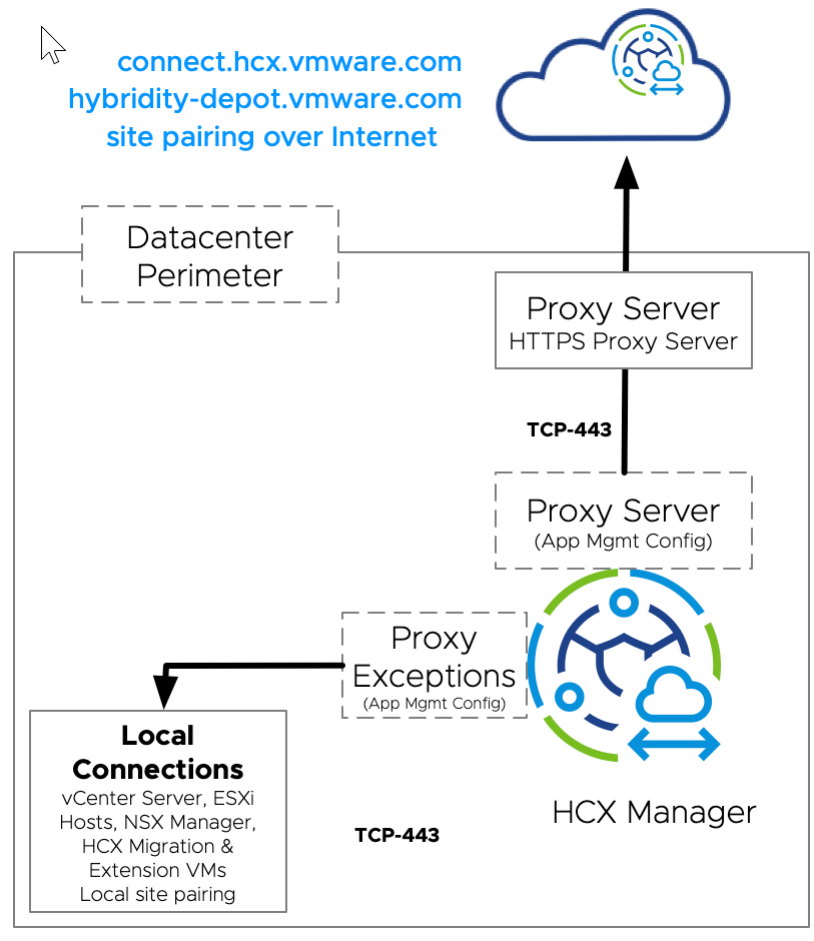 connect.hcx.vmware.com
hybridity-depot.vmware.com
site pairing over Internet
Datacenter
Perimeter
Proxy Server
HTTPS Proxy Server
TCP-443
Proxy Server
(App Mgmt Config)
Proxy
Exceptions
(App Mgmt Config)
Local
Connections
vCenter Server, ESXi
Hosts, NSX Manager,
HCX Migration &
Extension VMs
Local site pairing
HCX Manager
TCP-443